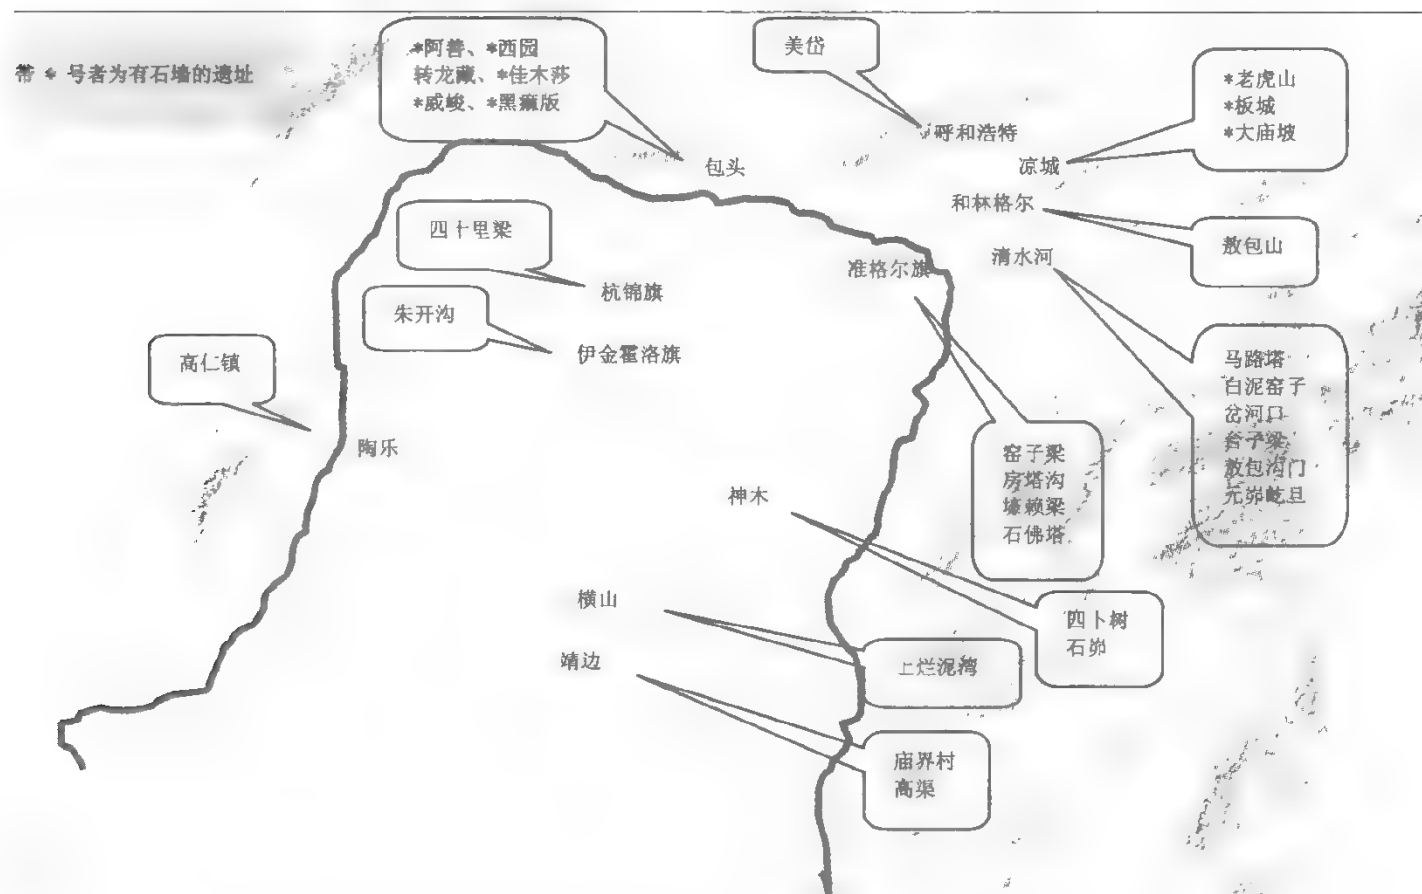 带 * 号者为有石墙的遗址
*阿善、*西园
转龙藏、*佳木莎
*威峻、*黑麻版
美岱
*老虎山
*板城
*大庙坡
呼和浩特
包头
凉城
和林格尔
四十里梁
敖包山
清水河
准格尔旗
杭锦旗
朱开沟
伊金霍洛旗
高仁镇
马路塔
白泥窑子
岔河口
台子梁
敖包沟门
陶乐
窑子梁
房塔沟
壕赖梁
石佛塔
神木
横山
四卜树
石峁
靖边
上烂泥湾
庙界村
高渠